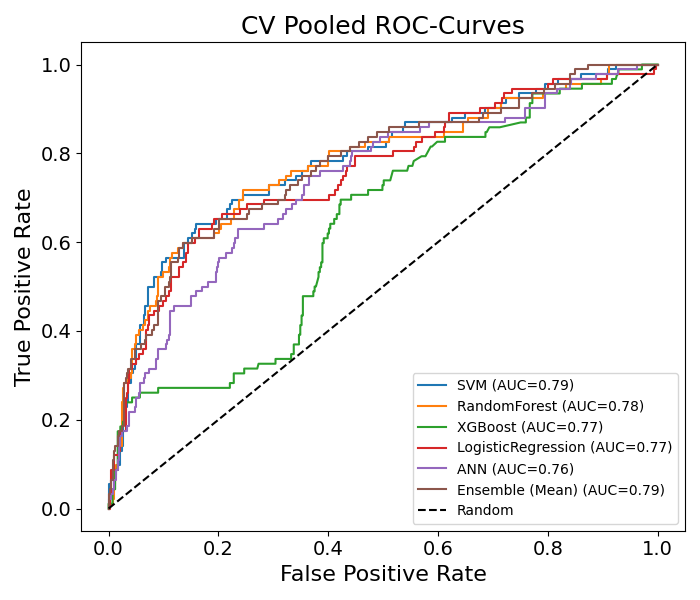 CV Pooled ROC-Curves
True Positive Rate
1.0
0.8
0.6
0.4
0.2
0.0
SVM (AUC=0.79)
RandomForest (AUC=0.78)
XGBoost (AUC=0.77)
LogisticRegression (AUC=0.77)
ANN (AUC=0.76)
Ensemble (Mean) (AUC=0.79)
Random
0.0 0.2 0.4 0.6 0.8 1.0
False Positive Rate